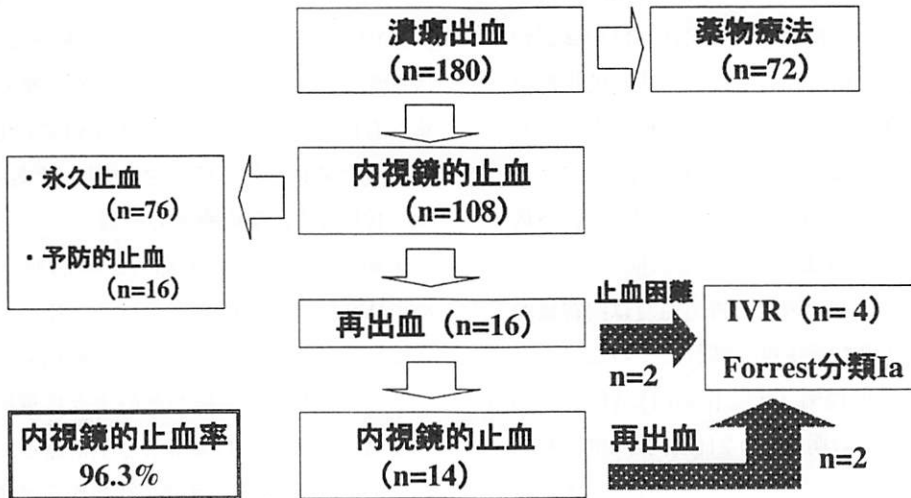 潰瘍出血
(n=180)
薬物療法
(n=72)
内視鏡的止血
(n=108)
・永久止血
(n=76)
・予防的止血
(n=16)
再出血（n=16）
止血困難
n=2
IVR（n= 4）
Forrest分類Ia
内視鏡的止血率
96.3%
内視鏡的止血
(n=14)
再出血
n=2